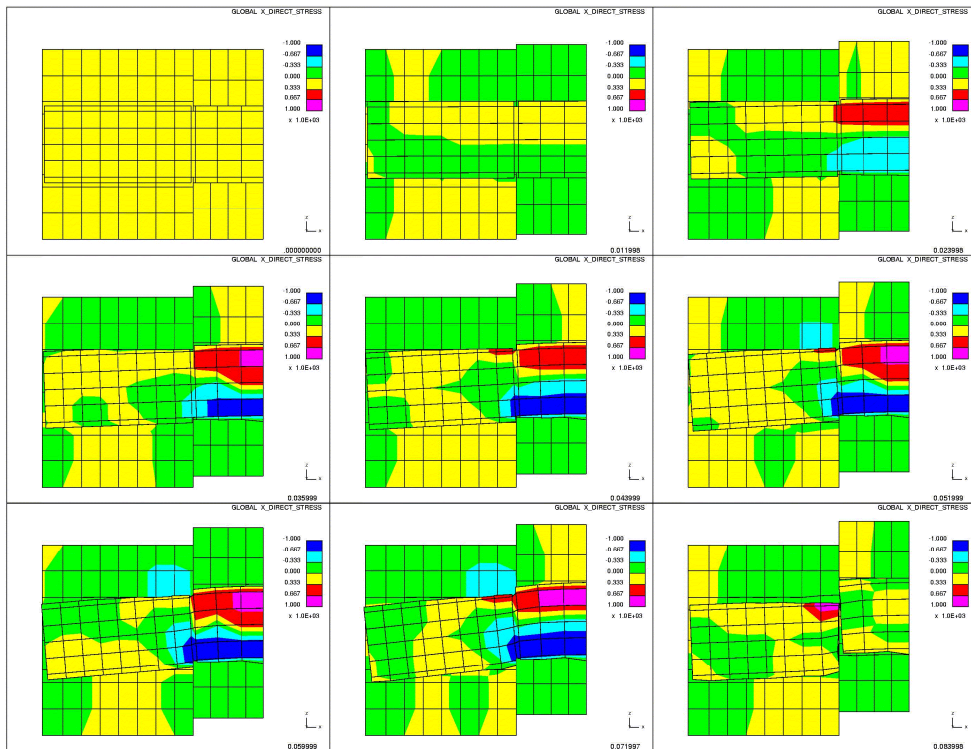 GLOBAL X_DIRECT_STRESS
-1.000
-0.667
-0.333
0.000
0.333
0.667
1.000
x 1.0E+03
z
x
.000000000
GLOBAL X_DIRECT_STRESS
-1.000
-0.667
-0.333
0.000
0.333
0.667
1.000
x 1.0E+03
z
x
0.011998
GLOBAL X_DIRECT_STRESS
-1.000
-0.667
-0.333
0.000
0.333
0.667
1.000
x 1.0E+03
z
x
0.023998
GLOBAL X_DIRECT_STRESS
-1.000
-0.667
-0.333
0.000
0.333
0.667
1.000
x 1.0E+03
z
x
0.035999
GLOBAL X_DIRECT_STRESS
-1.000
-0.667
-0.333
0.000
0.333
0.667
1.000
x 1.0E+03
z
x
0.043999
GLOBAL X_DIRECT_STRESS
-1.000
-0.667
-0.333
0.000
0.333
0.667
1.000
x 1.0E+03
z
x
0.051999
GLOBAL X_DIRECT_STRESS
-1.000
-0.667
-0.333
0.000
0.333
0.667
1.000
x 1.0E+03
z
x
0.059999
GLOBAL X_DIRECT_STRESS
-1.000
-0.667
-0.333
0.000
0.333
0.667
1.000
x 1.0E+03
z
x
0.071997
GLOBAL X_DIRECT_STRESS
-1.000
-0.667
-0.333
0.000
0.333
0.667
1.000
x 1.0E+03
z
x
0.083998